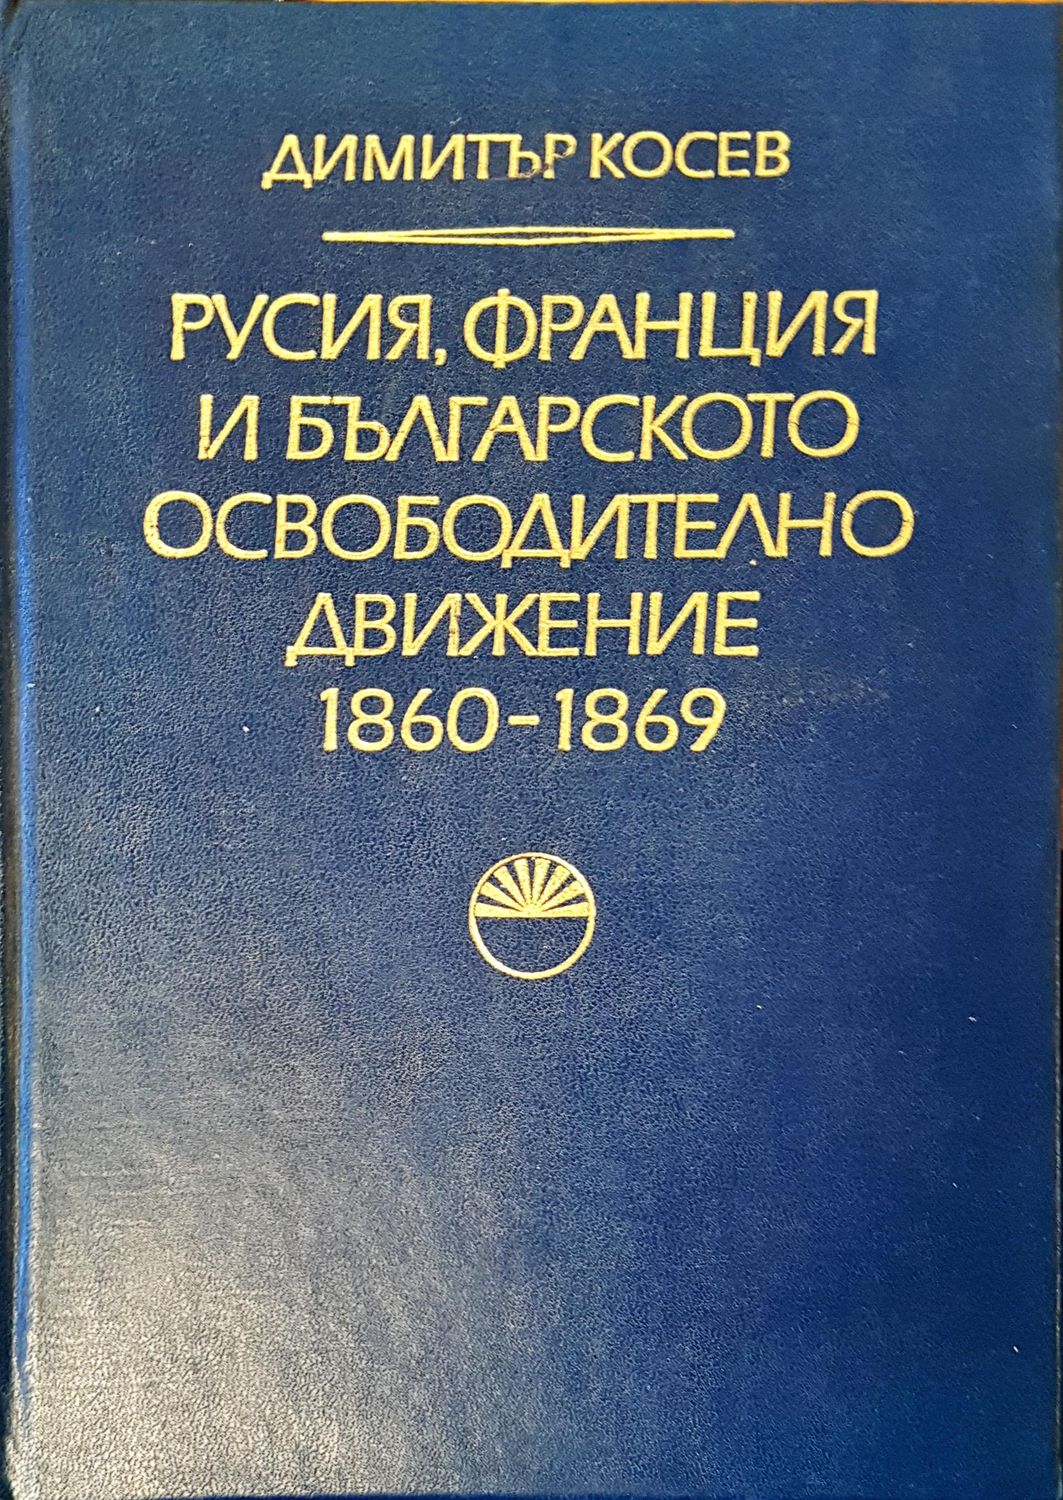 ДИМИТЪР КОСЕВ
РУСИЯ, ФРАНЦИЯ
И БЪЛГАРСКОТО
ОСВОБОДИТЕЛНО
ДВИЖЕНИЕ
1860-1869